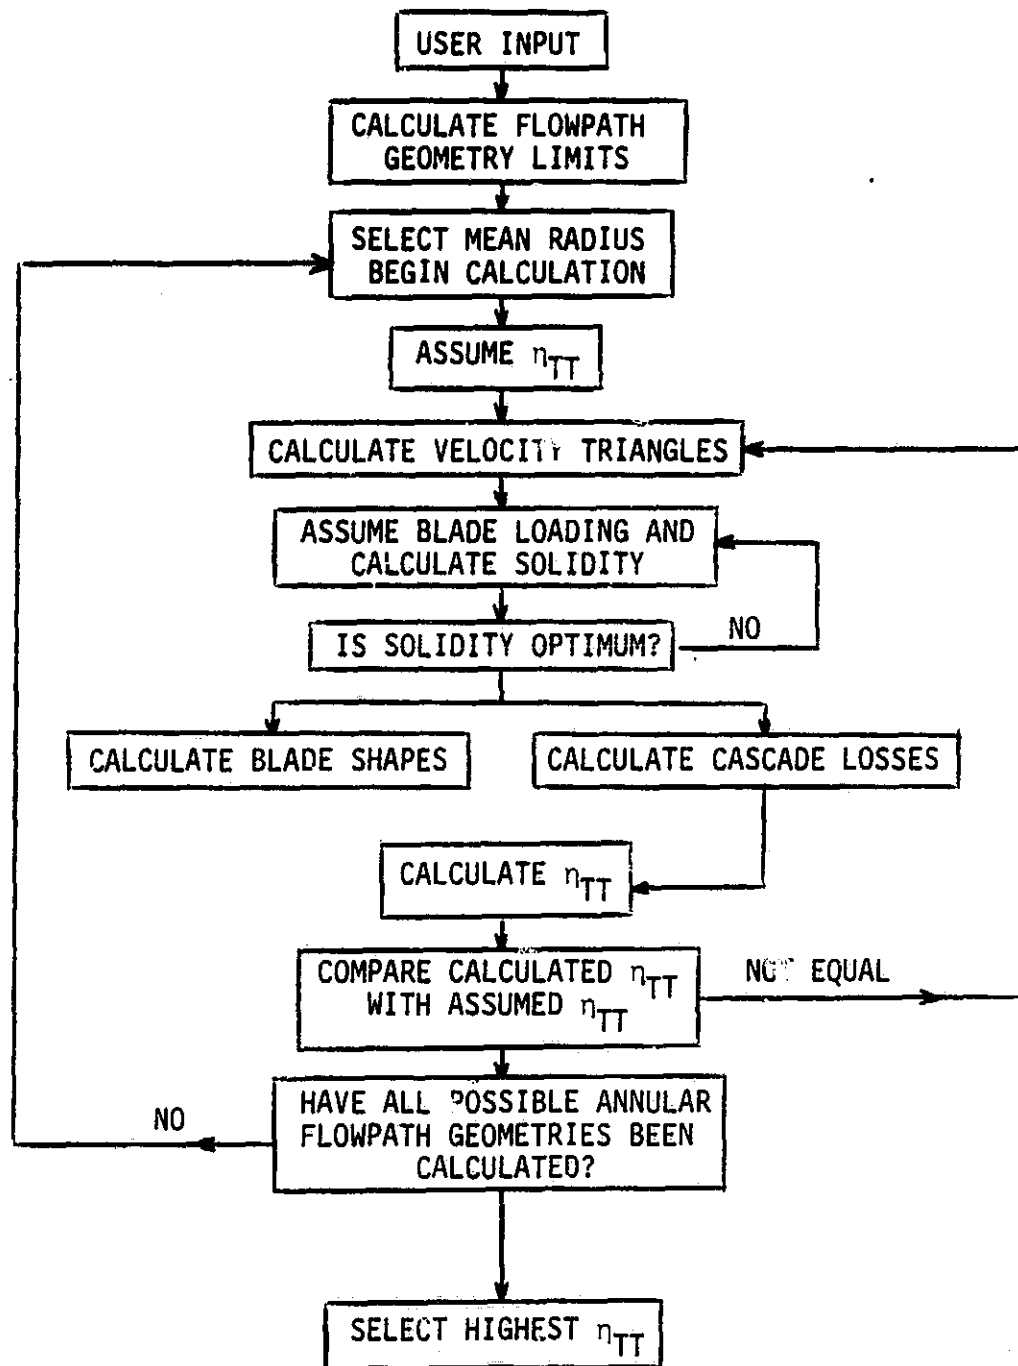 USER INPUT
CALCULATE FLOWPATH
GEOMETRY LIMITS
SELECT MEAN RADIUS
BEGIN CALCULATION
ASSUME ηTT
CALCULATE VELOCITY TRIANGLES
ASSUME BLADE LOADING AND
CALCULATE SOLIDITY
IS SOLIDITY OPTIMUM?
NO
CALCULATE BLADE SHAPES
CALCULATE CASCADE LOSSES
CALCULATE ηTT
COMPARE CALCULATED ηTT
WITH ASSUMED ηTT
NOT EQUAL
HAVE ALL POSSIBLE ANNULAR
FLOWPATH GEOMETRIES BEEN
CALCULATED?
NO
SELECT HIGHEST ηTT